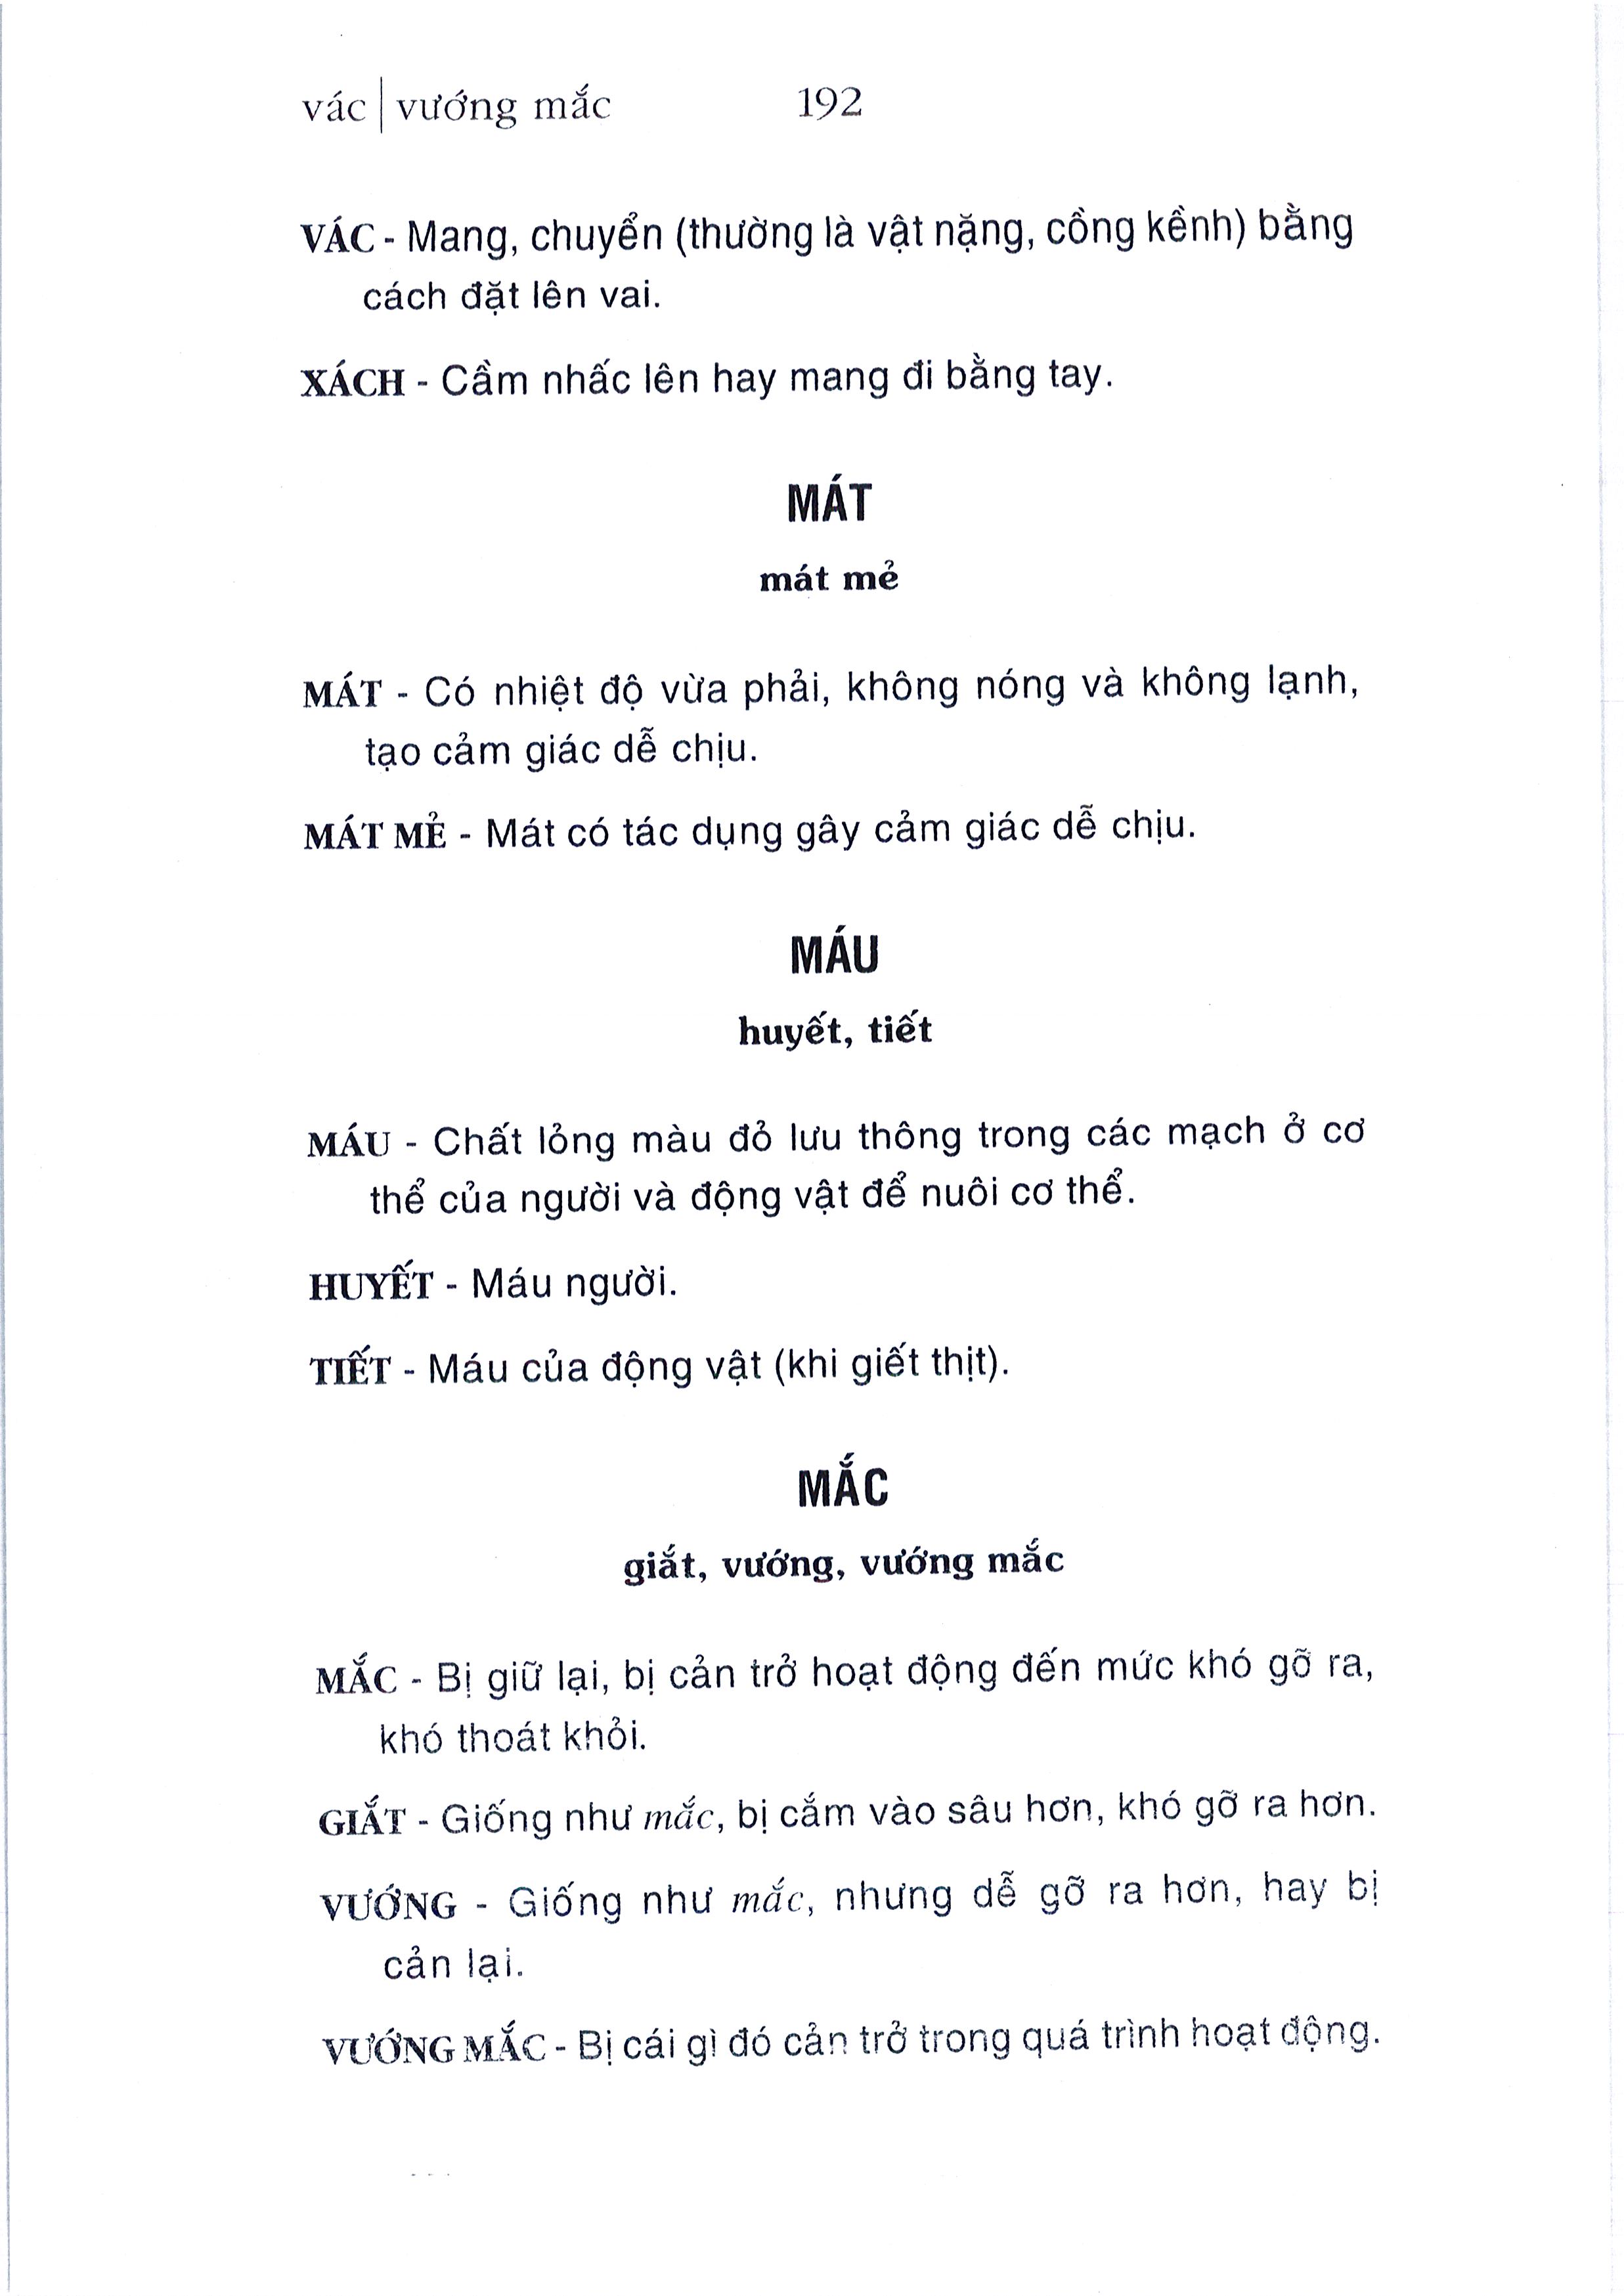 vác | vướng mắc 192
VÁC - Mang, chuyển (thường là vật nặng, cồng kềnh) bằng
cách đặt lên vai.
XÁCH - Cầm nhấc lên hay mang đi bằng tay.
MÁT
mát mẻ
MÁT - Có nhiệt độ vừa phải, không nóng và không lạnh,
tạo cảm giác dễ chịu.
MÁT MẺ - Mát có tác dụng gây cảm giác dễ chịu.
MÁU
huyết, tiết
MÁU - Chất lỏng màu đỏ lưu thông trong các mạch ở cơ
thể của người và động vật để nuôi cơ thể.
HUYẾT - Máu người.
TIẾT - Máu của động vật (khi giết thịt).
MẮC
giắt, vướng, vướng mắc
MẮC - Bị giữ lại, bị cản trở hoạt động đến mức khó gỡ ra,
khó thoát khỏi.
GIẮT - Giống như mắc, bị cắm vào sâu hơn, khó gỡ ra hơn.
VƯỚNG - Giống như mắc, nhưng dễ gỡ ra hơn, hay bị
cản lại.
VƯỚNG MẮC - Bị cái gì đó cản trở trong quá trình hoạt động.